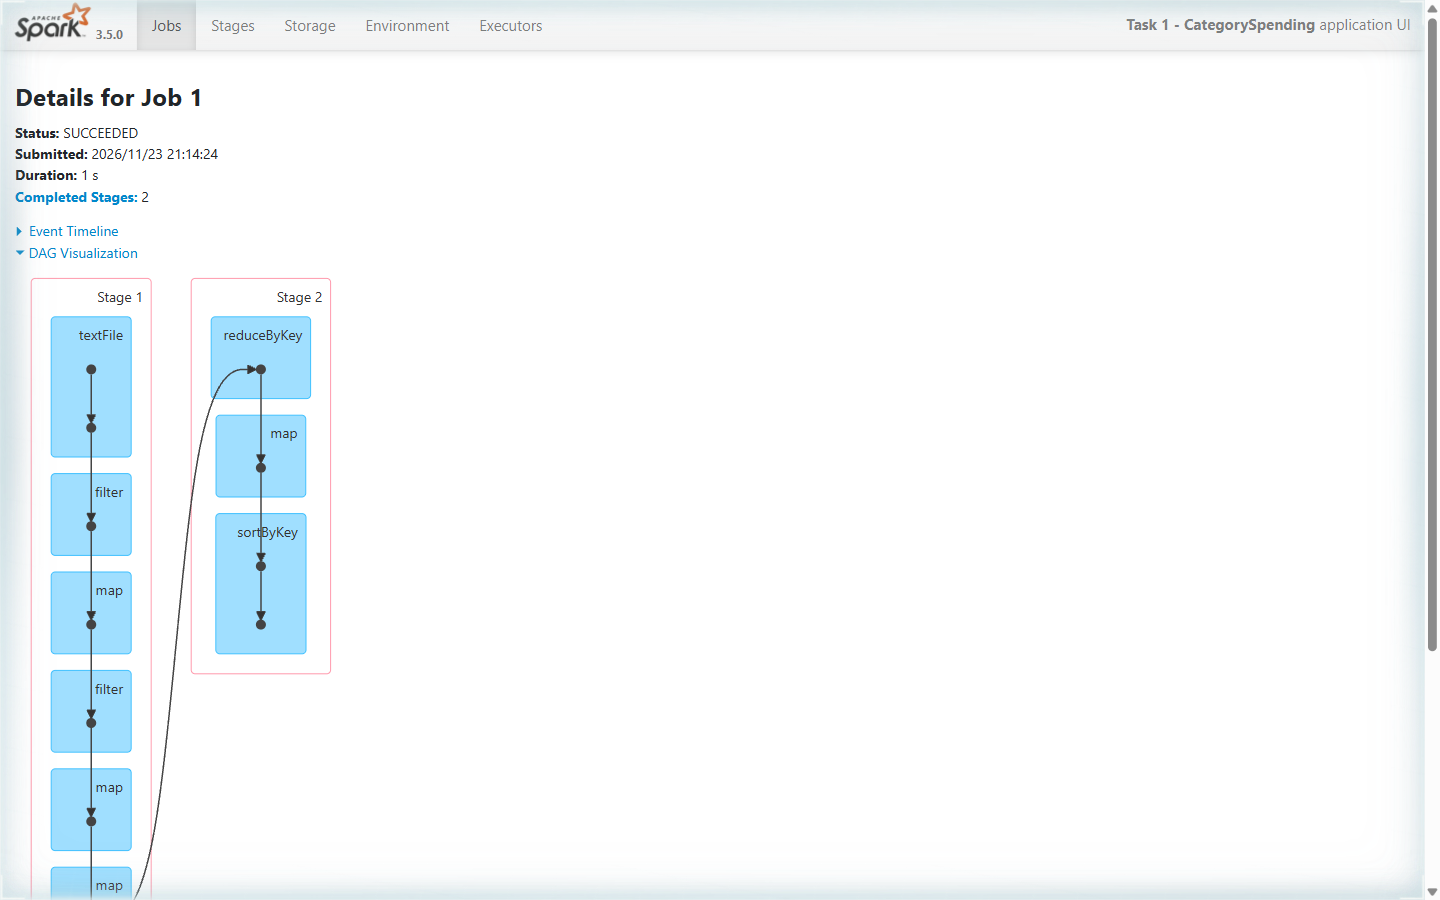 APACHE
Spark 3.5.0 Jobs Stages Storage Environment Executors Task 1 - CategorySpending application UI
Details for Job 1
Status: SUCCEEDED
Submitted: 2026/11/23 21:14:24
Duration: 1 s
Completed Stages: 2
Event Timeline
DAG Visualization
Stage 1
textFile
filter
map
filter
map
map
Stage 2
reduceByKey
map
sortByKey